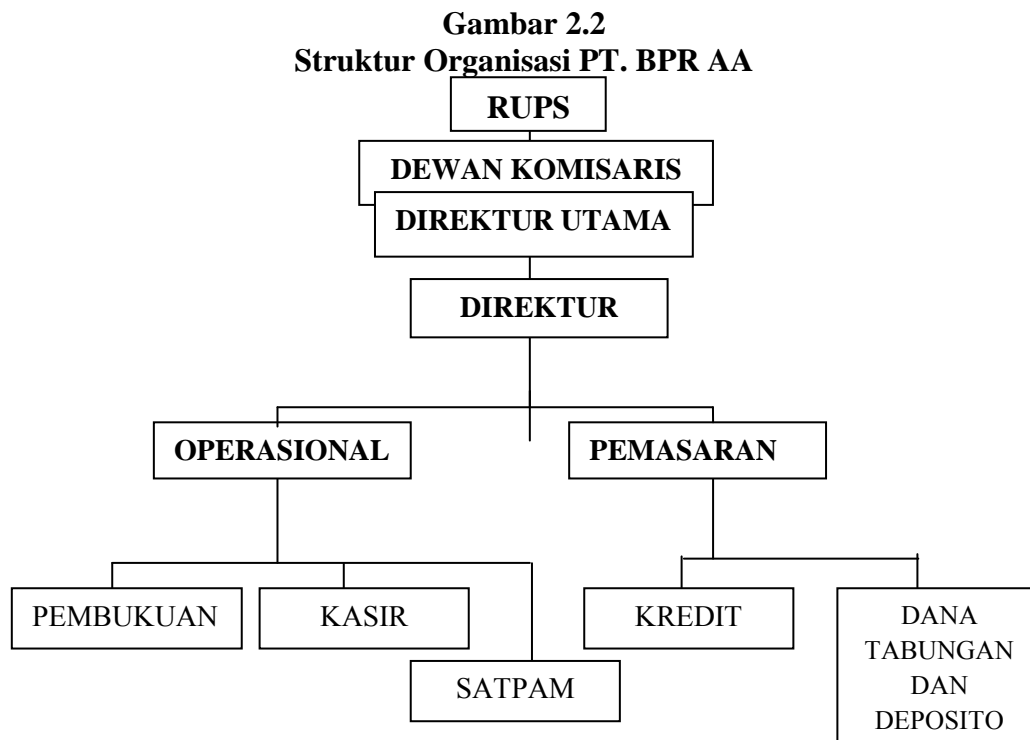 Gambar 2.2
Struktur Organisasi PT. BPR AA
RUPS
DEWAN KOMISARIS
DIREKTUR UTAMA
DIREKTUR
OPERASIONAL
PEMASARAN
PEMBUKUAN
KASIR
SATPAM
KREDIT
DANA
TABUNGAN
DAN
DEPOSITO